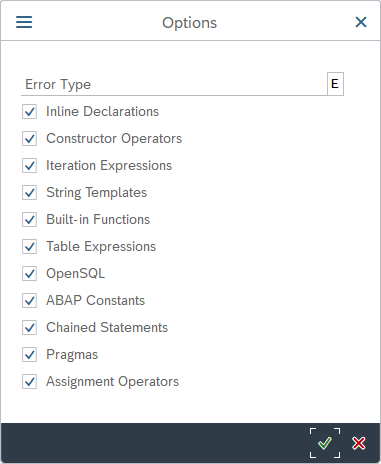 Options
Error Type E
Inline Declarations
Constructor Operators
Iteration Expressions
String Templates
Built-in Functions
Table Expressions
OpenSQL
ABAP Constants
Chained Statements
Pragmas
Assignment Operators